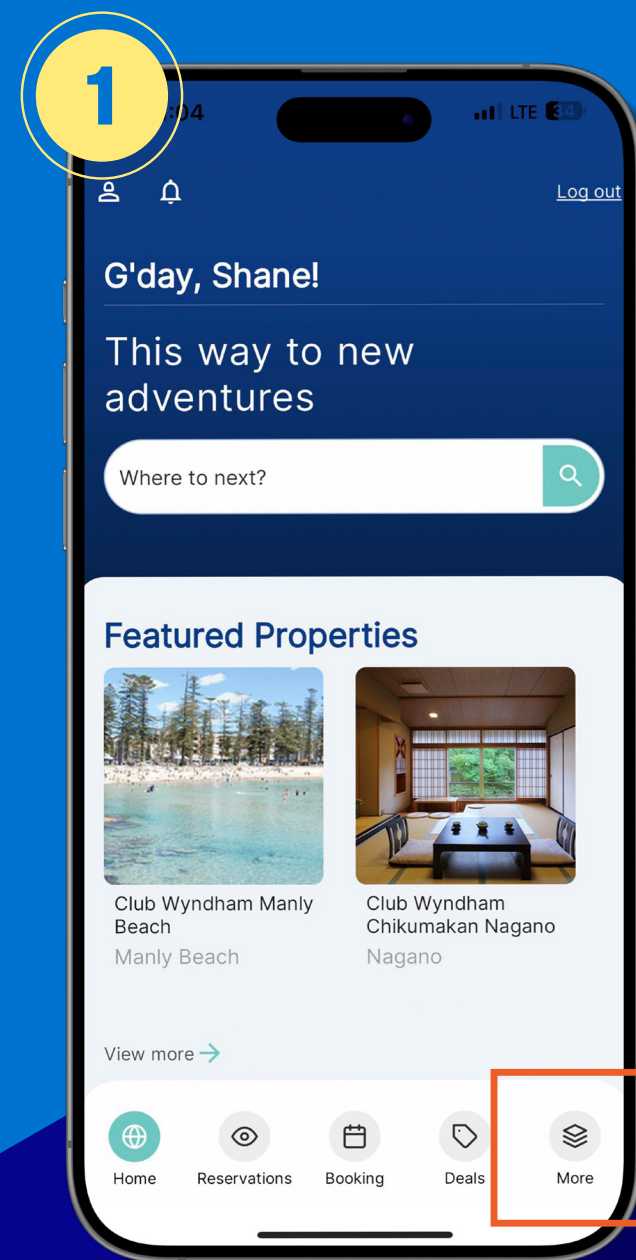 1
:04
LTE 34
Log out
G'day, Shane!
This way to new
adventures
Where to next?
Featured Properties
Club Wyndham Manly
Beach
Manly Beach
Club Wyndham
Chikumakan Nagano
Nagano
View more
Home Reservations Booking Deals More